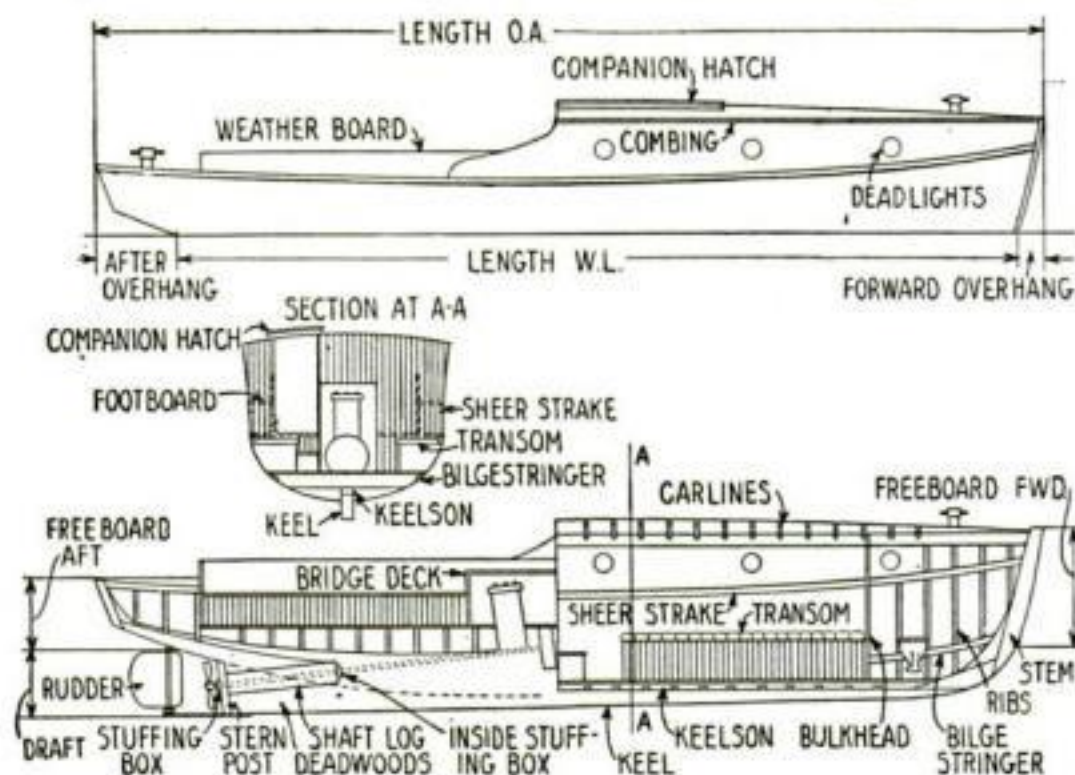 LENGTH O.A.
COMPANION HATCH
WEATHER BOARD
COMBING
DEADLIGHTS
AFTER
OVERHANG
LENGTH W.L.
FORWARD OVERHANG
SECTION AT A-A
COMPANION HATCH
FOOTBOARD
SHEER STRAKE
TRANSOM
BILGESTRINGER
KEELSON
KEEL
A
CARLINES
FREEBOARD FWD
FREEBOARD
AFT
BRIDGE DECK
SHEER STRAKE
TRANSOM
STEM
RIBS
RUDDER
DRAFT
STUFFING
BOX
STERN
POST
SHAFT LOG
DEADWOODS
INSIDE STUFF-
ING BOX
KEEL
A
KEELSON
BULKHEAD
BILGE
STRINGER